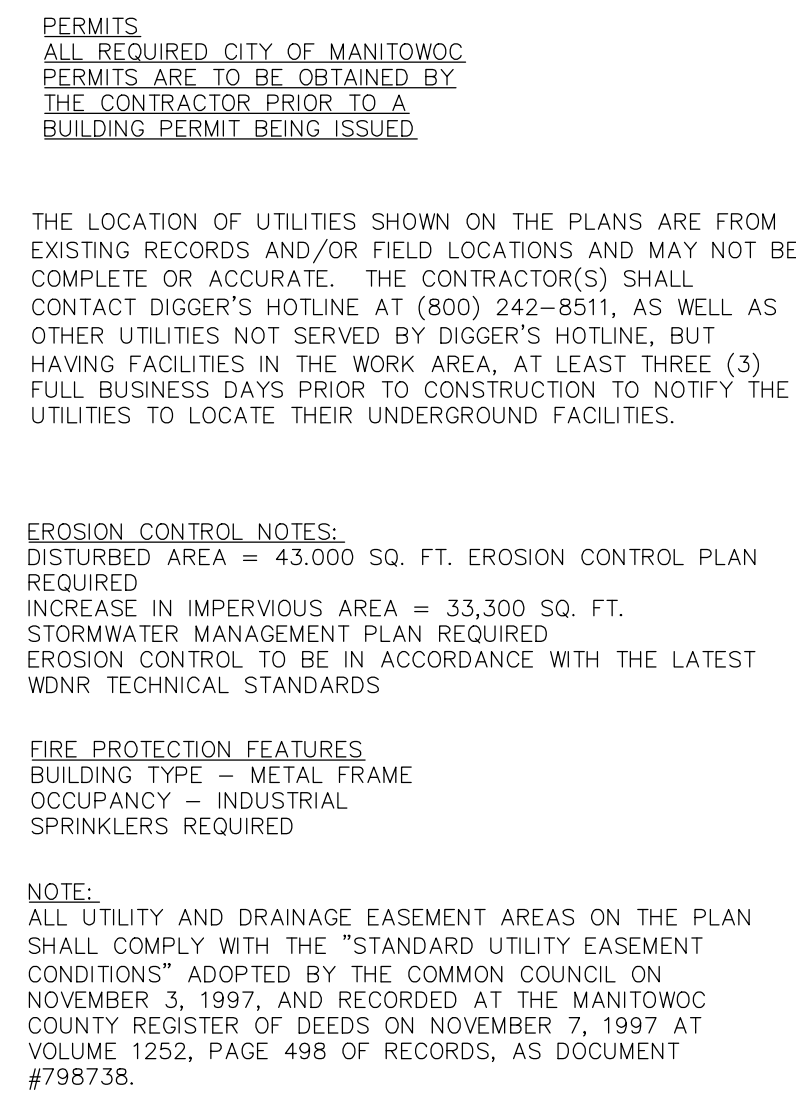 PERMITS
ALL REQUIRED CITY OF MANITOWOC
PERMITS ARE TO BE OBTAINED BY
THE CONTRACTOR PRIOR TO A
BUILDING PERMIT BEING ISSUED
THE LOCATION OF UTILITIES SHOWN ON THE PLANS ARE FROM
EXISTING RECORDS AND/OR FIELD LOCATIONS AND MAY NOT BE
COMPLETE OR ACCURATE. THE CONTRACTOR(S) SHALL
CONTACT DIGGER'S HOTLINE AT (800) 242-8511, AS WELL AS
OTHER UTILITIES NOT SERVED BY DIGGER'S HOTLINE, BUT
HAVING FACILITIES IN THE WORK AREA, AT LEAST THREE (3)
FULL BUSINESS DAYS PRIOR TO CONSTRUCTION TO NOTIFY THE
UTILITIES TO LOCATE THEIR UNDERGROUND FACILITIES.
EROSION CONTROL NOTES:
DISTURBED AREA = 43.000 SQ. FT. EROSION CONTROL PLAN
REQUIRED
INCREASE IN IMPERVIOUS AREA = 33,300 SQ. FT.
STORMWATER MANAGEMENT PLAN REQUIRED
EROSION CONTROL TO BE IN ACCORDANCE WITH THE LATEST
WDNR TECHNICAL STANDARDS
FIRE PROTECTION FEATURES
BUILDING TYPE – METAL FRAME
OCCUPANCY – INDUSTRIAL
SPRINKLERS REQUIRED
NOTE:
ALL UTILITY AND DRAINAGE EASEMENT AREAS ON THE PLAN
SHALL COMPLY WITH THE ”STANDARD UTILITY EASEMENT
CONDITIONS” ADOPTED BY THE COMMON COUNCIL ON
NOVEMBER 3, 1997, AND RECORDED AT THE MANITOWOC
COUNTY REGISTER OF DEEDS ON NOVEMBER 7, 1997 AT
VOLUME 1252, PAGE 498 OF RECORDS, AS DOCUMENT
#798738.